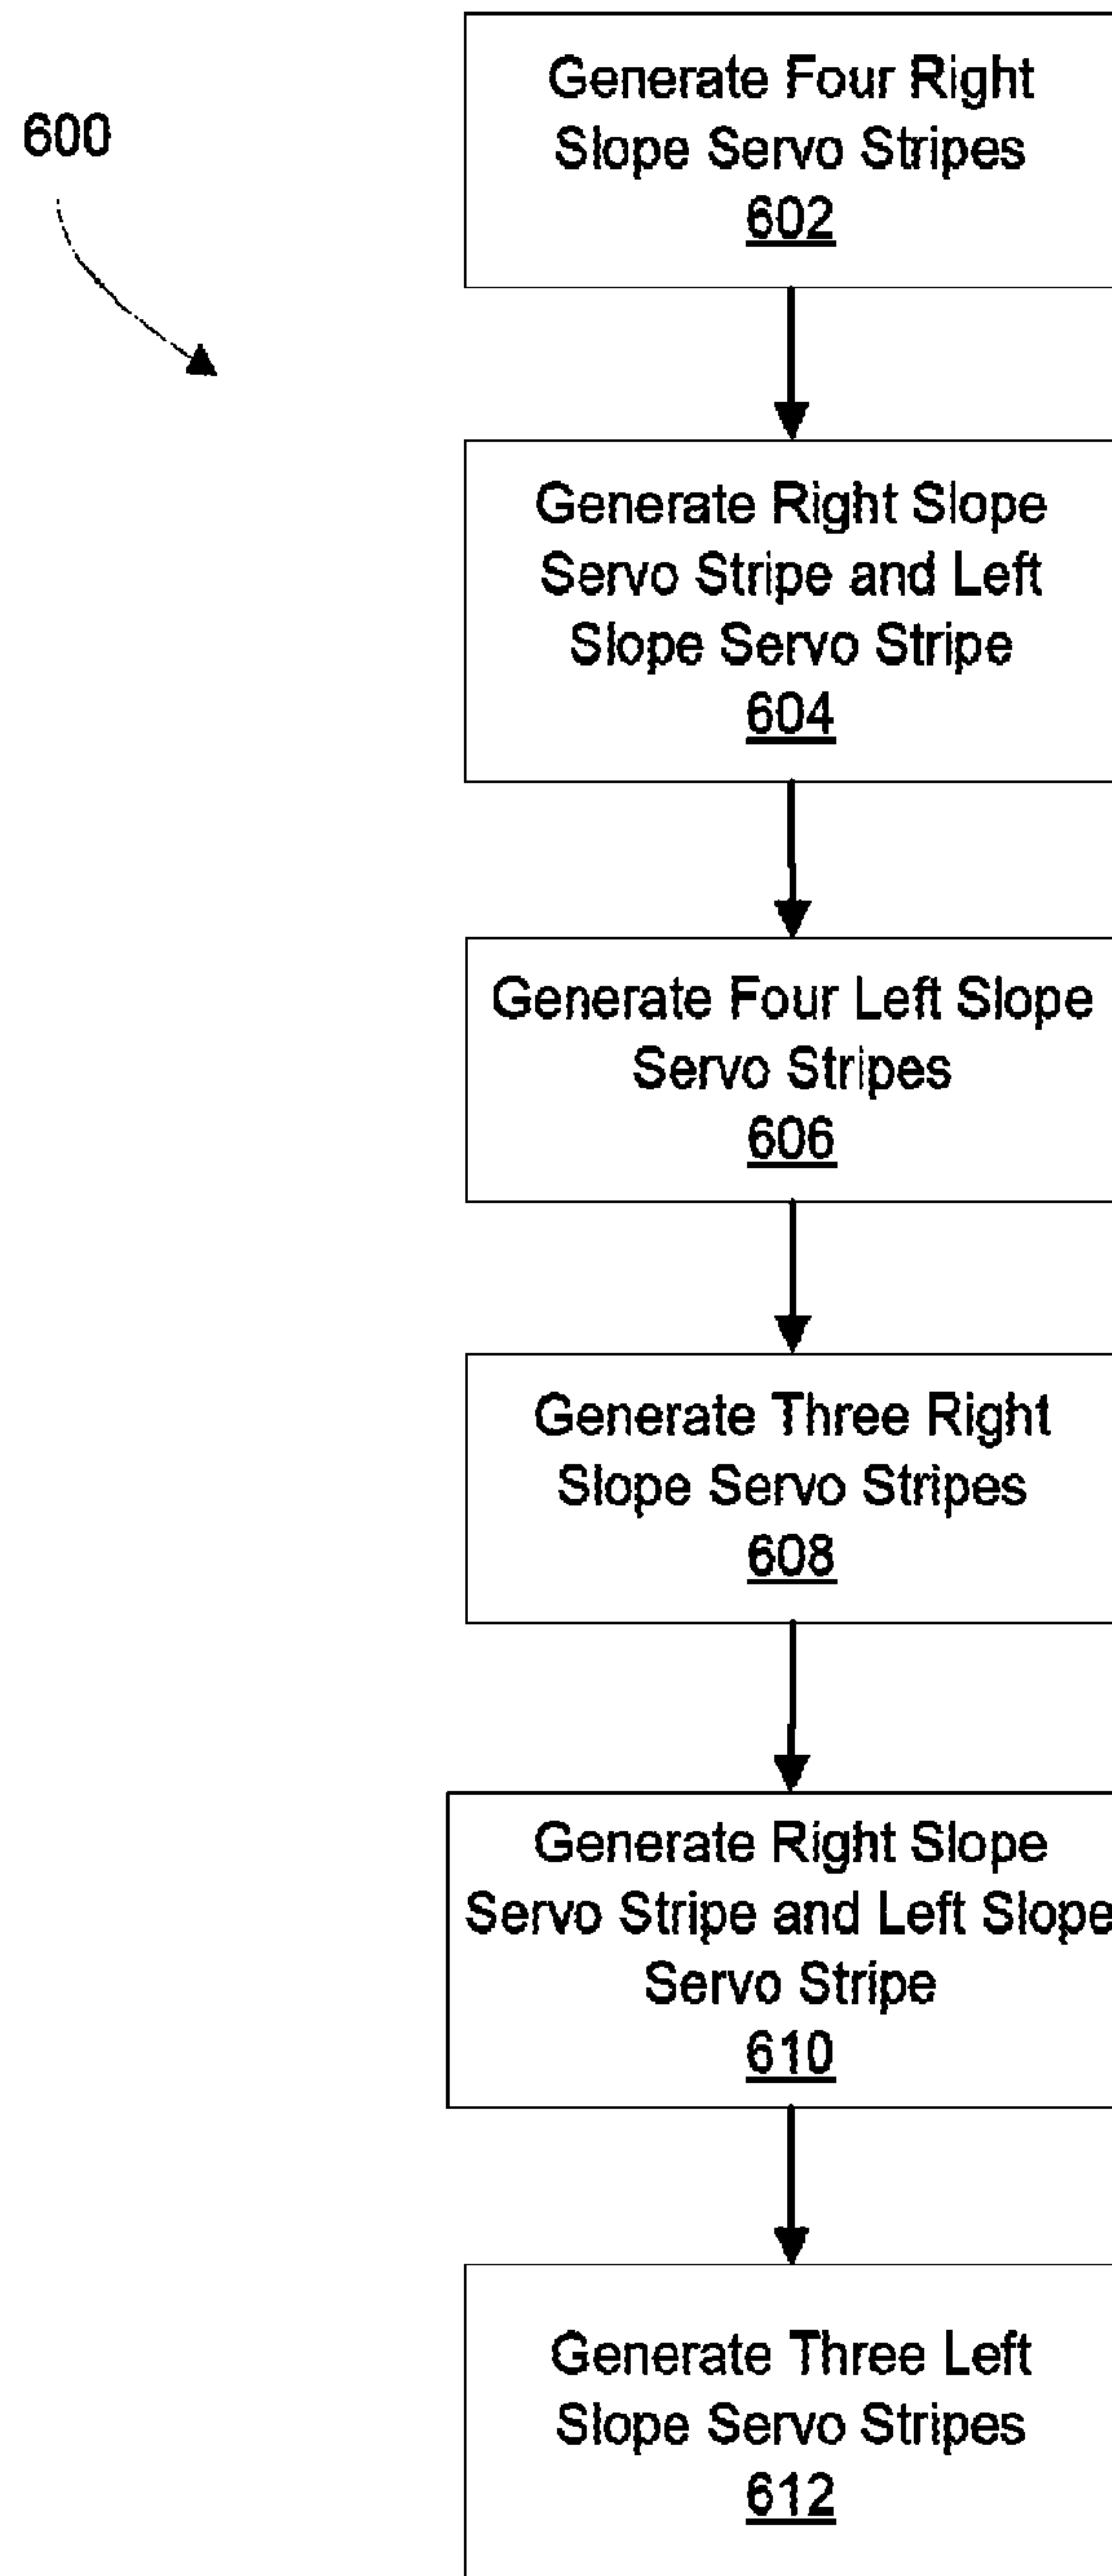 600
Generate Four Right
Slope Servo Stripes
602
Generate Right Slope
Servo Stripe and Left
Slope Servo Stripe
604
Generate Four Left Slope
Servo Stripes
606
Generate Three Right
Slope Servo Stripes
608
Generate Right Slope
Servo Stripe and Left Slope
Servo Stripe
610
Generate Three Left
Slope Servo Stripes
612